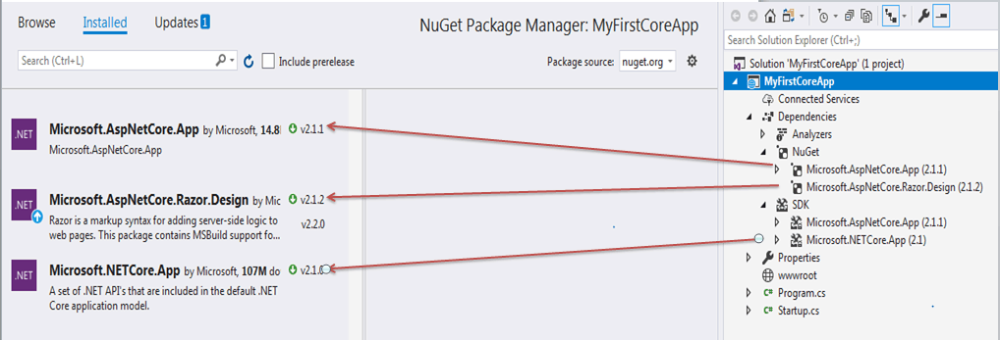 Browse Installed Updates 1
NuGet Package Manager: MyFirstCoreApp
Search (Ctrl+L) Include prerelease
Package source: nuget.org
.NET
Microsoft.AspNetCore.App by Microsoft, 14.8 v2.1.1
Microsoft.AspNetCore.App
.NET
Microsoft.AspNetCore.Razor.Design by Mic v2.1.2
Razor is a markup syntax for adding server-side logic to v2.2.0
web pages. This package contains MSBuild support fo...
.NET
Microsoft.NETCore.App by Microsoft, 107M do v2.1.0
A set of .NET API's that are included in the default .NET
Core application model.
Search Solution Explorer (Ctrl+;)
Solution 'MyFirstCoreApp' (1 project)
MyFirstCoreApp
Connected Services
Dependencies
Analyzers
NuGet
Microsoft.AspNetCore.App (2.1.1)
Microsoft.AspNetCore.Razor.Design (2.1.2)
SDK
Microsoft.AspNetCore.App (2.1.1)
Microsoft.NETCore.App (2.1)
Properties
wwwroot
C# Program.cs
C# Startup.cs